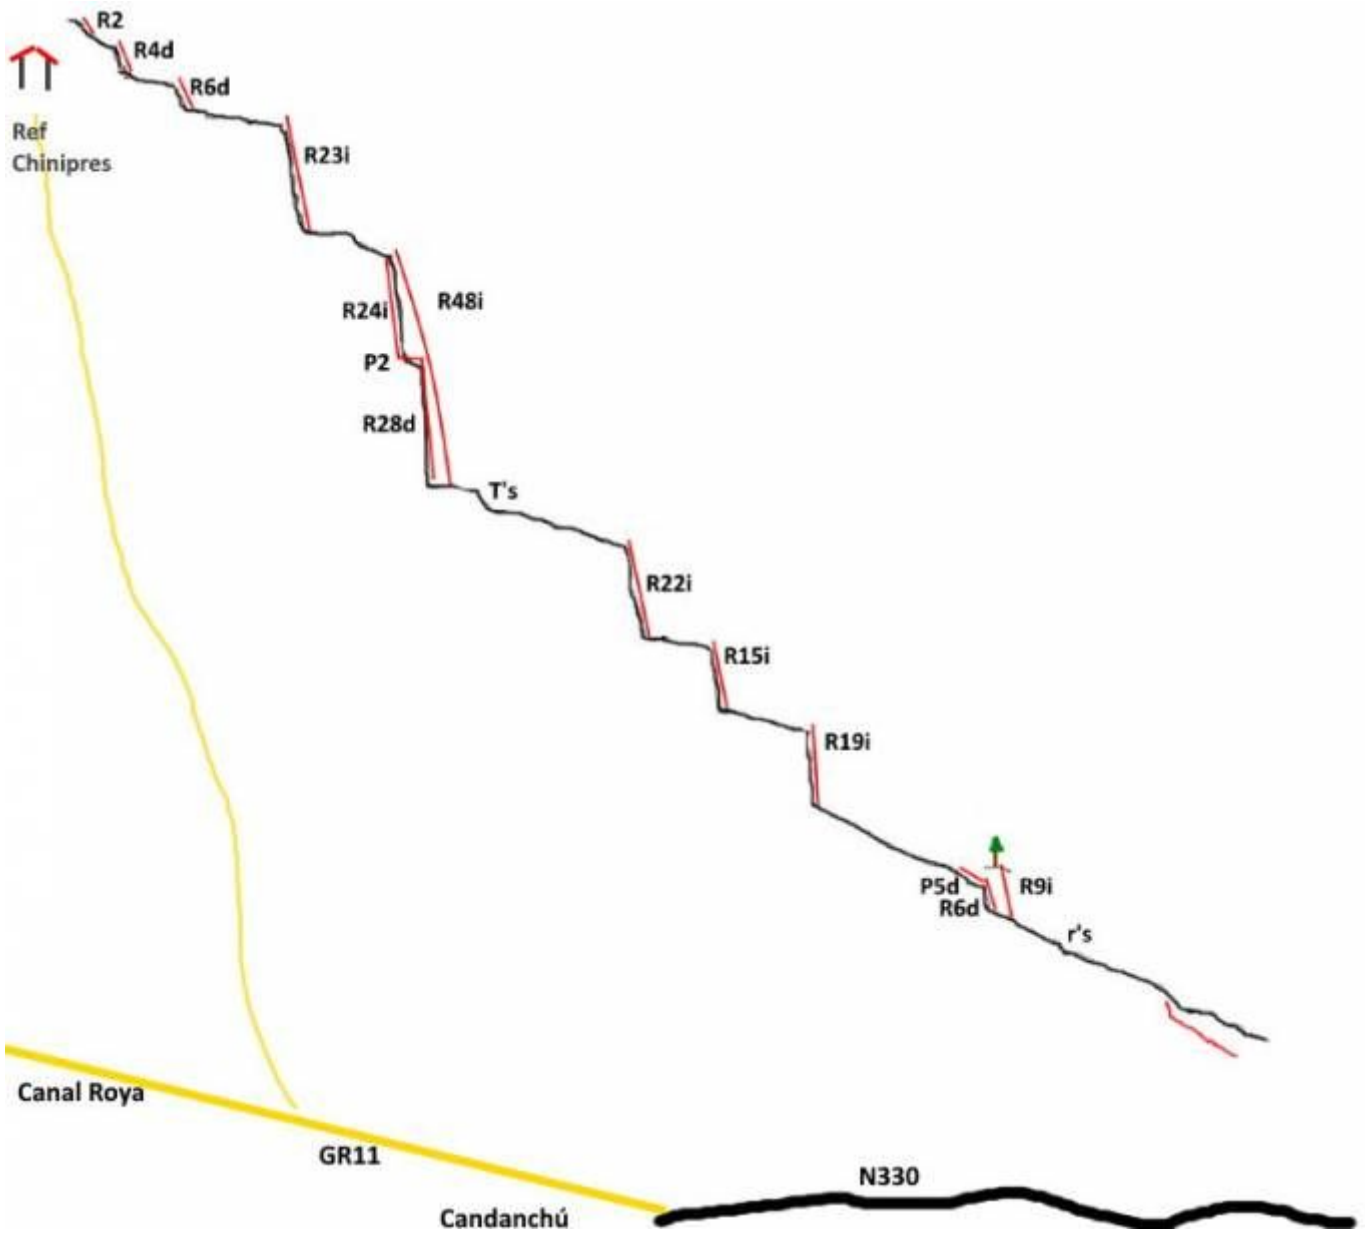 R2
R4d
R6d
Ref
Chinipres
R23i
R24i
R48i
P2
R28d
T's
R22i
R15i
R19i
P5d
R9i
R6d
r's
Canal Roya
GR11
N330
Candanchú